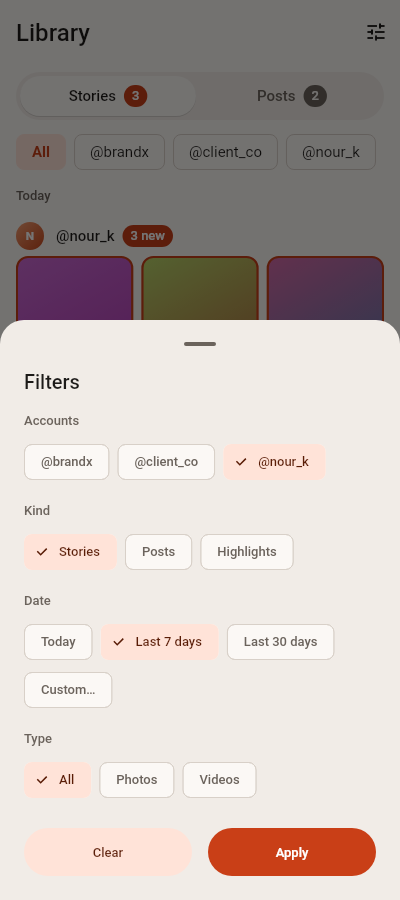 Library
Stories 3 Posts 2
All @brandx @client_co @nour_k
Today
N @nour_k 3 new
Filters
Accounts
@brandx @client_co @nour_k
Kind
Stories Posts Highlights
Date
Today Last 7 days Last 30 days
Custom...
Type
All Photos Videos
Clear Apply